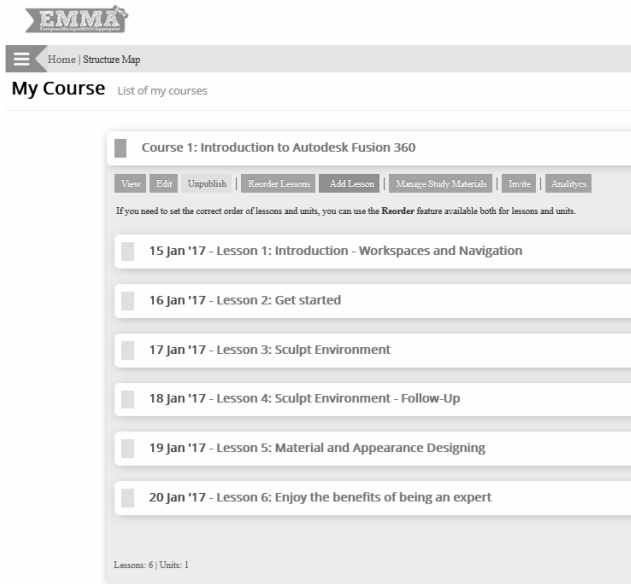 EMMA
EuropeanMultipleMOOCAggregator
Home | Structure Map
My Course List of my courses
Course 1: Introduction to Autodesk Fusion 360
View Edit Unpublish | Reorder Lessons Add Lesson | Manage Study Materials | Invite | Analitycs
If you need to set the correct order of lessons and units, you can use the Reorder feature available both for lessons and units.
15 Jan '17 - Lesson 1: Introduction - Workspaces and Navigation
16 Jan '17 - Lesson 2: Get started
17 Jan '17 - Lesson 3: Sculpt Environment
18 Jan '17 - Lesson 4: Sculpt Environment - Follow-Up
19 Jan '17 - Lesson 5: Material and Appearance Designing
20 Jan '17 - Lesson 6: Enjoy the benefits of being an expert
Lessons: 6 | Units: 1